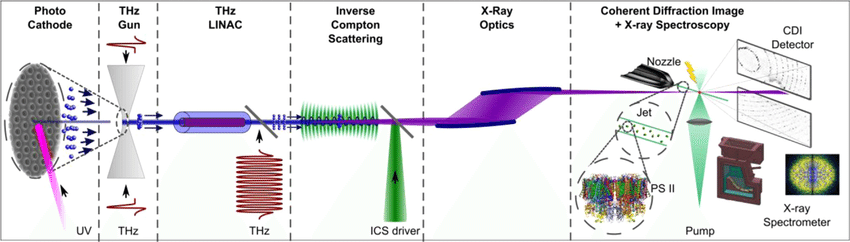 Photo
Cathode
THz
Gun
THz
LINAC
Inverse
Compton
Scattering
X-Ray
Optics
Coherent Diffraction Image
+ X-ray Spectroscopy
CDI
Detector
Nozzle
Jet
PS II
UV
THz
THz
ICS driver
Pump
X-ray
Spectrometer